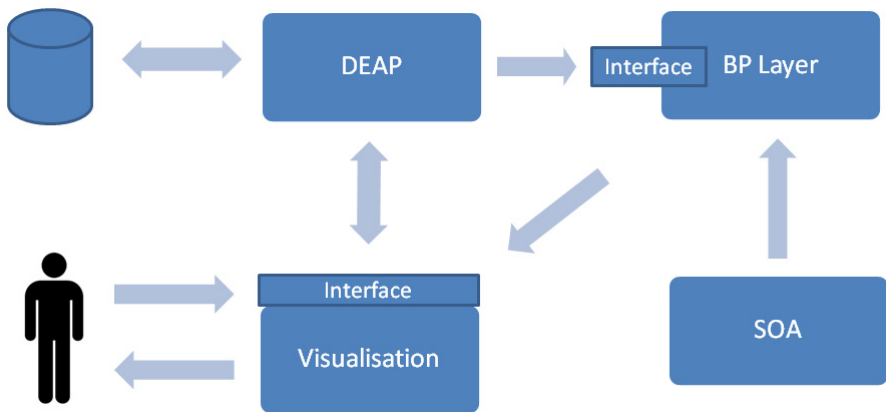 DEAP
Interface
BP Layer
Interface
Visualisation
SOA